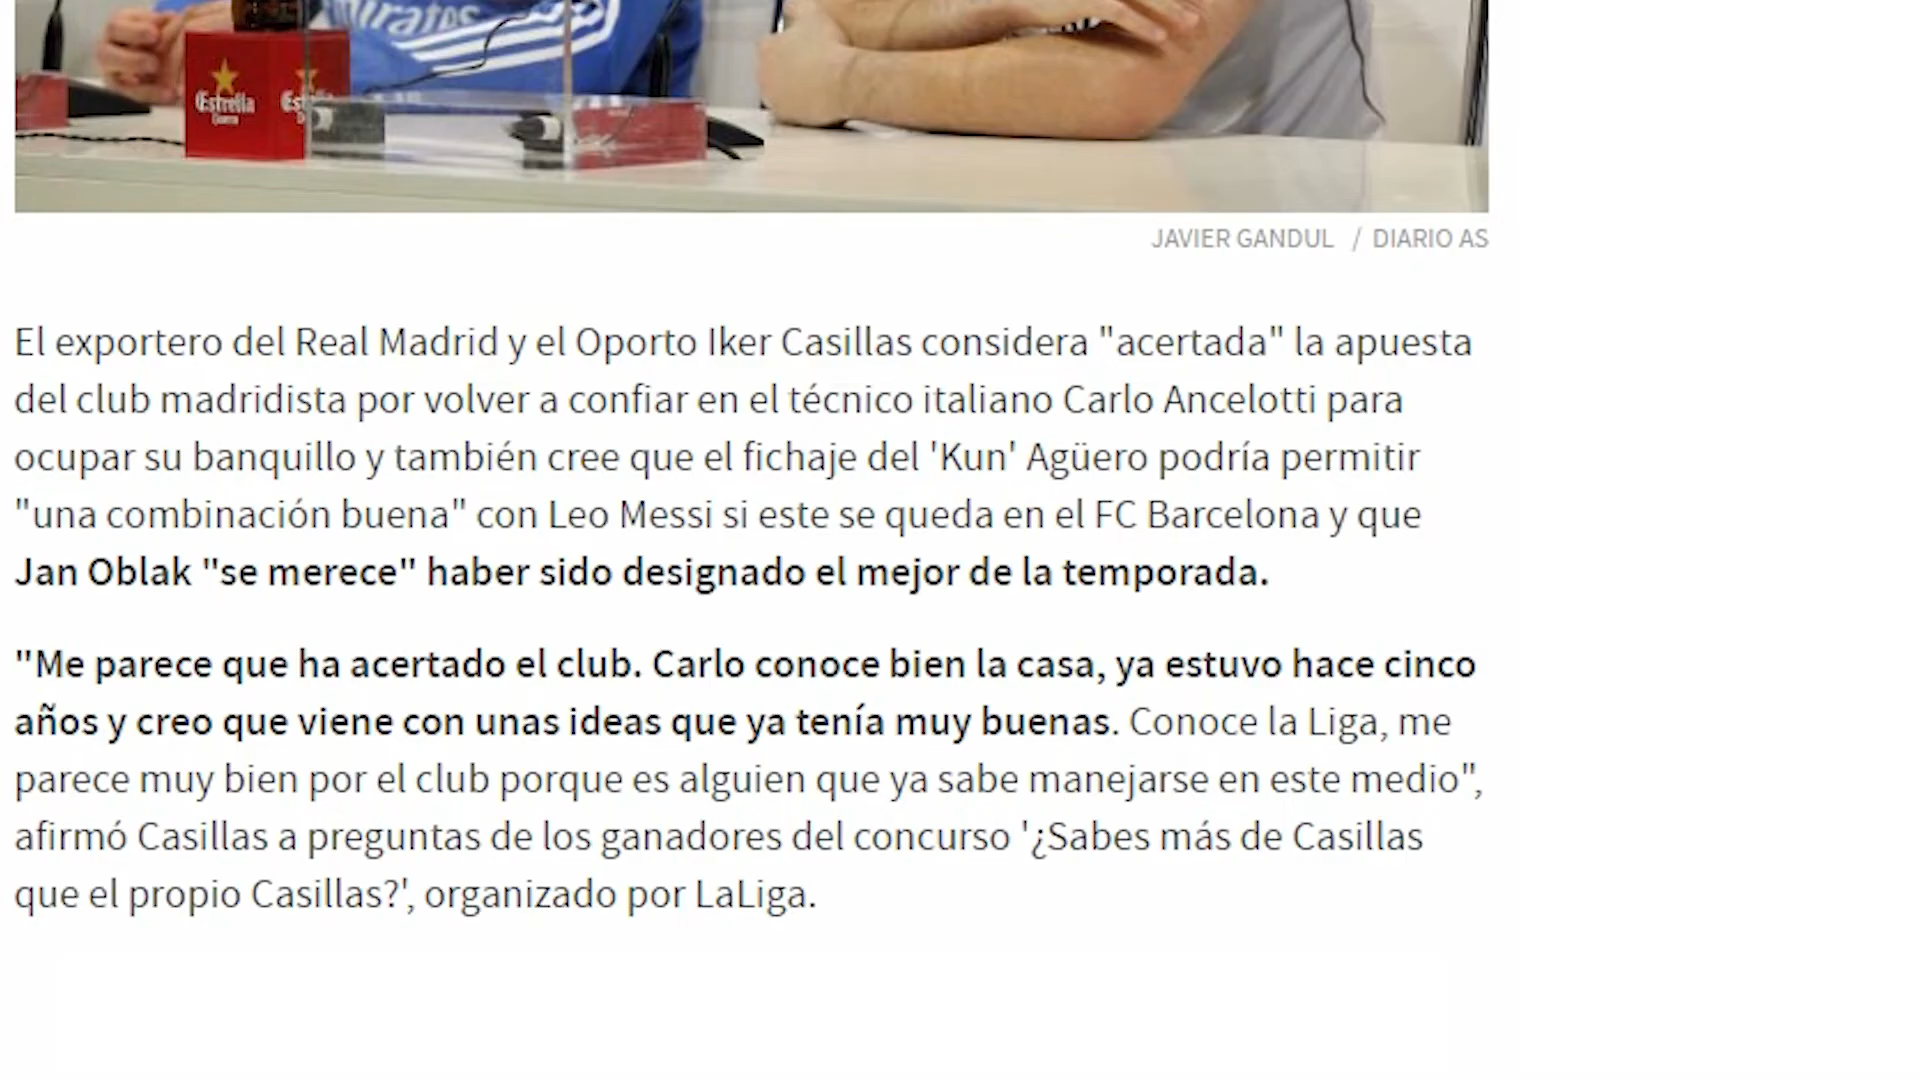 Emirates
Estrella
Damm
JAVIER GANDUL / DIARIO AS
El exportero del Real Madrid y el Oporto Iker Casillas considera "acertada" la apuesta
del club madridista por volver a confiar en el técnico italiano Carlo Ancelotti para
ocupar su banquillo y también cree que el fichaje del 'Kun' Agüero podría permitir
"una combinación buena" con Leo Messi si este se queda en el FC Barcelona y que
Jan Oblak "se merece" haber sido designado el mejor de la temporada.
"Me parece que ha acertado el club. Carlo conoce bien la casa, ya estuvo hace cinco
años y creo que viene con unas ideas que ya tenía muy buenas. Conoce la Liga, me
parece muy bien por el club porque es alguien que ya sabe manejarse en este medio",
afirmó Casillas a preguntas de los ganadores del concurso '¿Sabes más de Casillas
que el propio Casillas?', organizado por LaLiga.